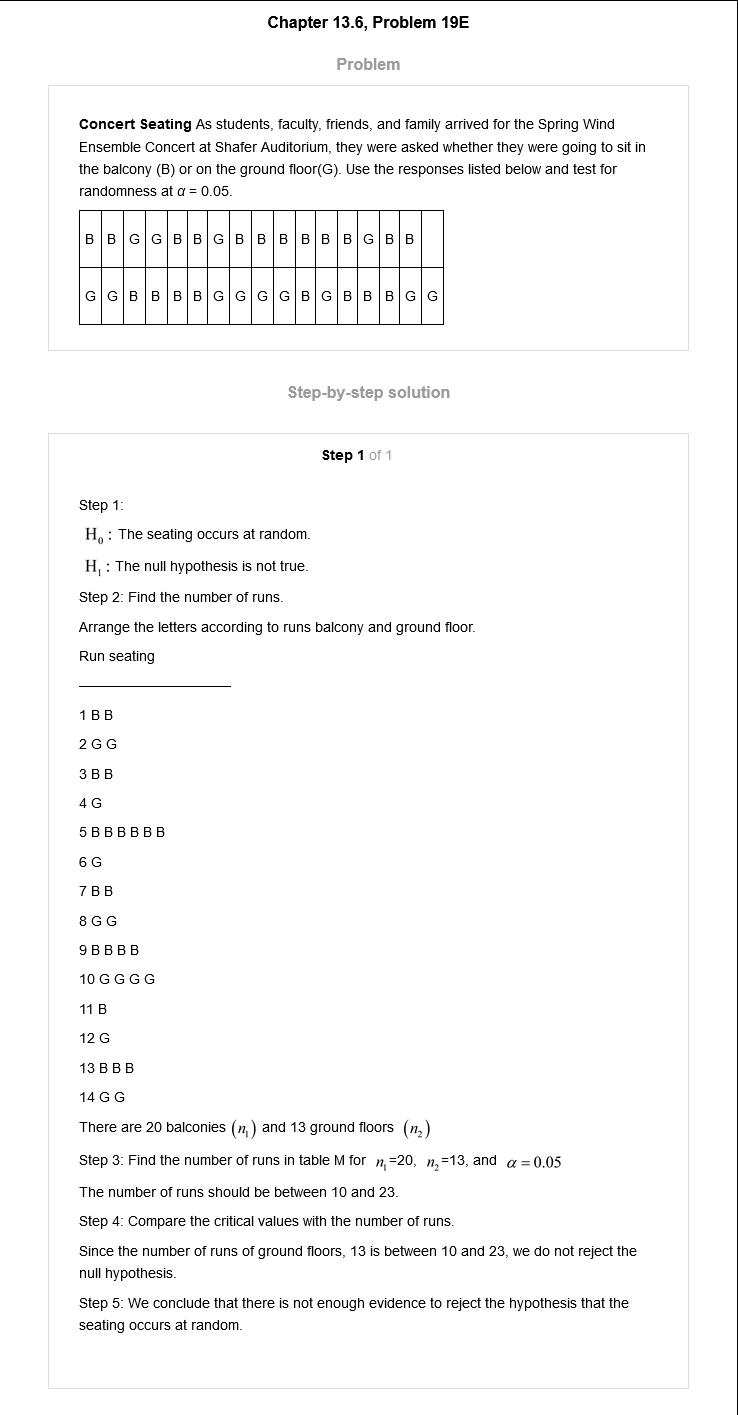 Chapter 13.6, Problem 19E
Problem
Concert Seating As students, faculty, friends, and family arrived for the Spring Wind
Ensemble Concert at Shafer Auditorium, they were asked whether they were going to sit in
the balcony (B) or on the ground floor(G). Use the responses listed below and test for
randomness at α = 0.05.
B B G G B B G B B B B B B G B B
G G B B B B G G G G B G B B B G G
Step-by-step solution
Step 1 of 1
Step 1:
H₀ : The seating occurs at random.
H₁ : The null hypothesis is not true.
Step 2: Find the number of runs.
Arrange the letters according to runs balcony and ground floor.
Run seating
1 B B
2 G G
3 B B
4 G
5 B B B B B B
6 G
7 B B
8 G G
9 B B B B
10 G G G G
11 B
12 G
13 B B B
14 G G
There are 20 balconies (n₁) and 13 ground floors (n₂)
Step 3: Find the number of runs in table M for n₁=20, n₂=13, and α = 0.05
The number of runs should be between 10 and 23.
Step 4: Compare the critical values with the number of runs.
Since the number of runs of ground floors, 13 is between 10 and 23, we do not reject the
null hypothesis.
Step 5: We conclude that there is not enough evidence to reject the hypothesis that the
seating occurs at random.